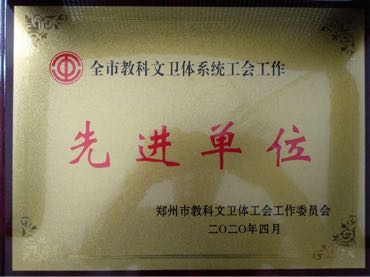 全市教科文卫体系统工会工作
先进单位
郑州市教科文卫体工会工作委员会
二〇二〇年四月